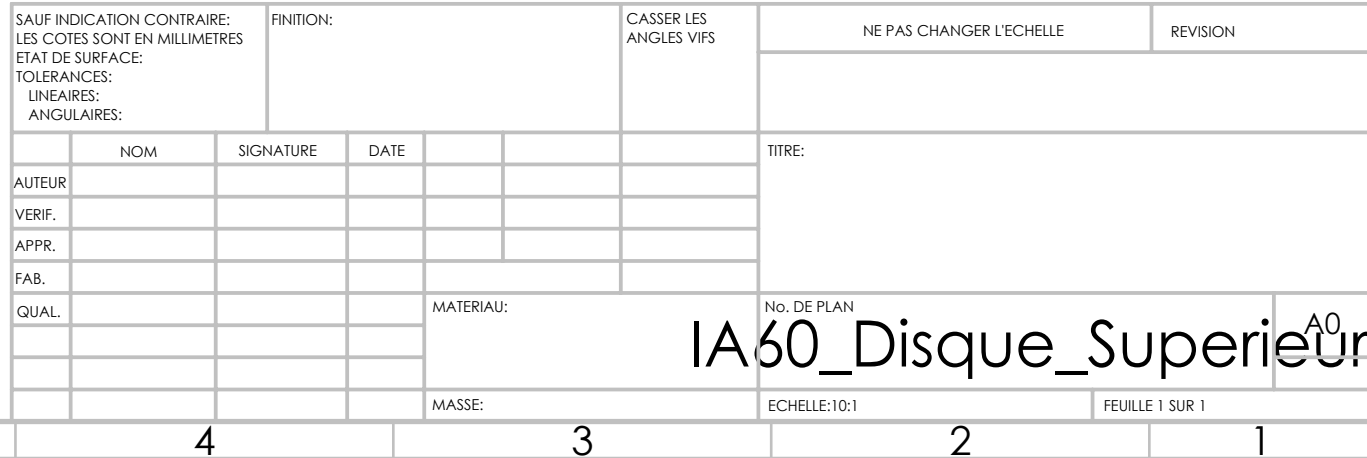 SAUF INDICATION CONTRAIRE:
LES COTES SONT EN MILLIMETRES
ETAT DE SURFACE:
TOLERANCES:
LINEAIRES:
ANGULAIRES:
FINITION:
CASSER LES
ANGLES VIFS
NE PAS CHANGER L'ECHELLE
REVISION
NOM SIGNATURE DATE
TITRE:
AUTEUR
VERIF.
APPR.
FAB.
QUAL.
MATERIAU:
No. DE PLAN
IA60_Disque_Superieur
A0
MASSE:
ECHELLE:10:1
FEUILLE 1 SUR 1
4 3 2 1